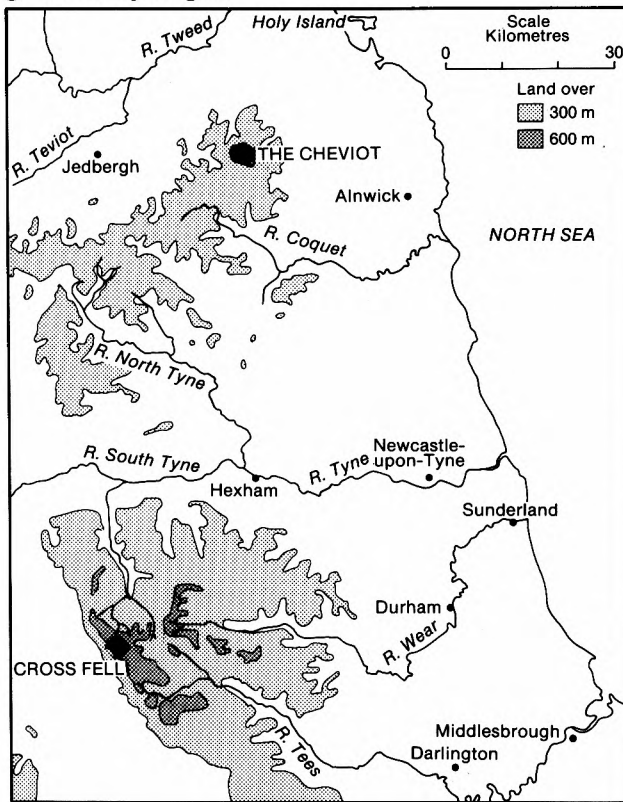 R. Tweed
Holy Island
Scale
Kilometres
0 30
Land over
300 m
600 m
R. Teviot
Jedbergh
THE CHEVIOT
Alnwick
R. Coquet
NORTH SEA
R. North Tyne
R. South Tyne
Hexham
R. Tyne
Newcastle-
upon-Tyne
Sunderland
Durham
R. Wear
CROSS FELL
R. Tees
Middlesbrough
Darlington